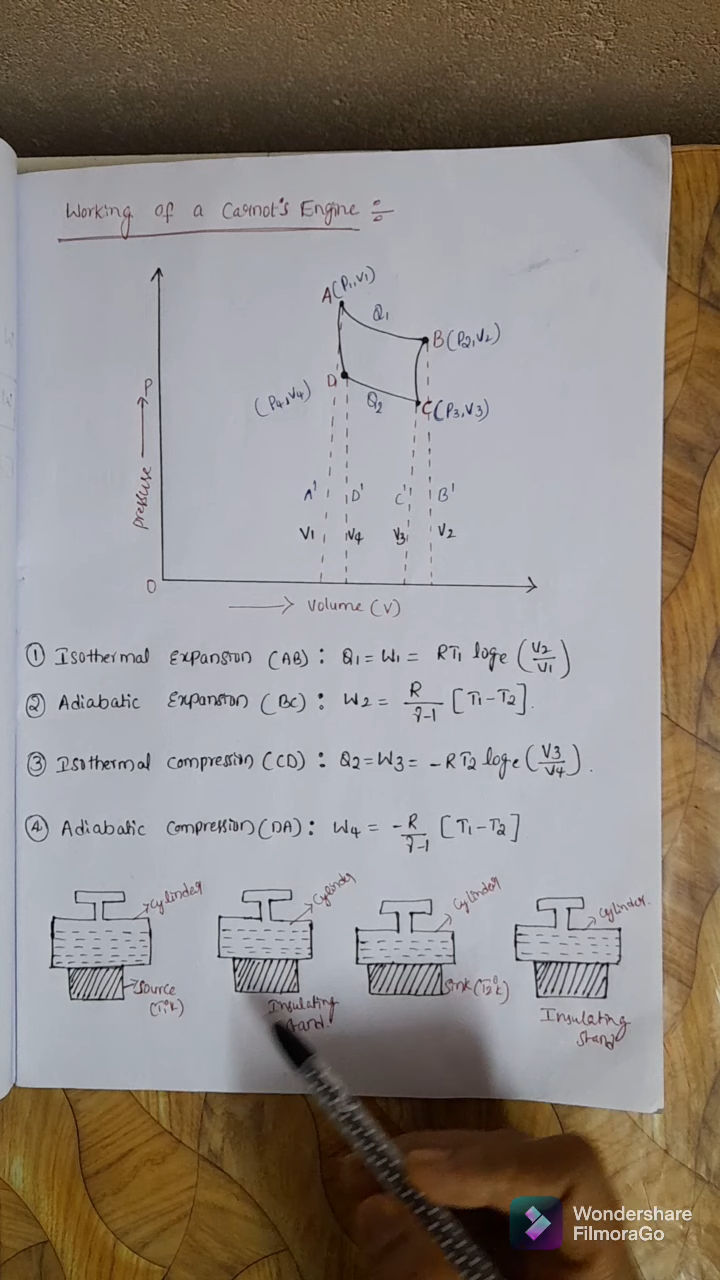 Working of a Carnot's Engine ÷
A(P1,V1)
Q1
B(P2,V2)
D
(P4,V4)
Q2
C(P3,V3)
pressure → P
A' D' C' B'
V1 V4 V3 V2
O
→ Volume (V)
① Isothermal Expansion (AB) : Q1 = W1 = RT1 loge (V2/V1)
② Adiabatic Expansion (BC) : W2 = R/γ-1 [T1-T2].
③ Isothermal compression (CD) : Q2=W3= -RT2 loge (V3/V4).
④ Adiabatic Compression (DA) : W4 = -R/γ-1 [T1-T2]
cylinder
cylinder
cylinder
cylinder.
Source
(T1°K)
Insulating
stand.
sink (T2°K)
Insulating
stand
Wondershare
FilmoraGo